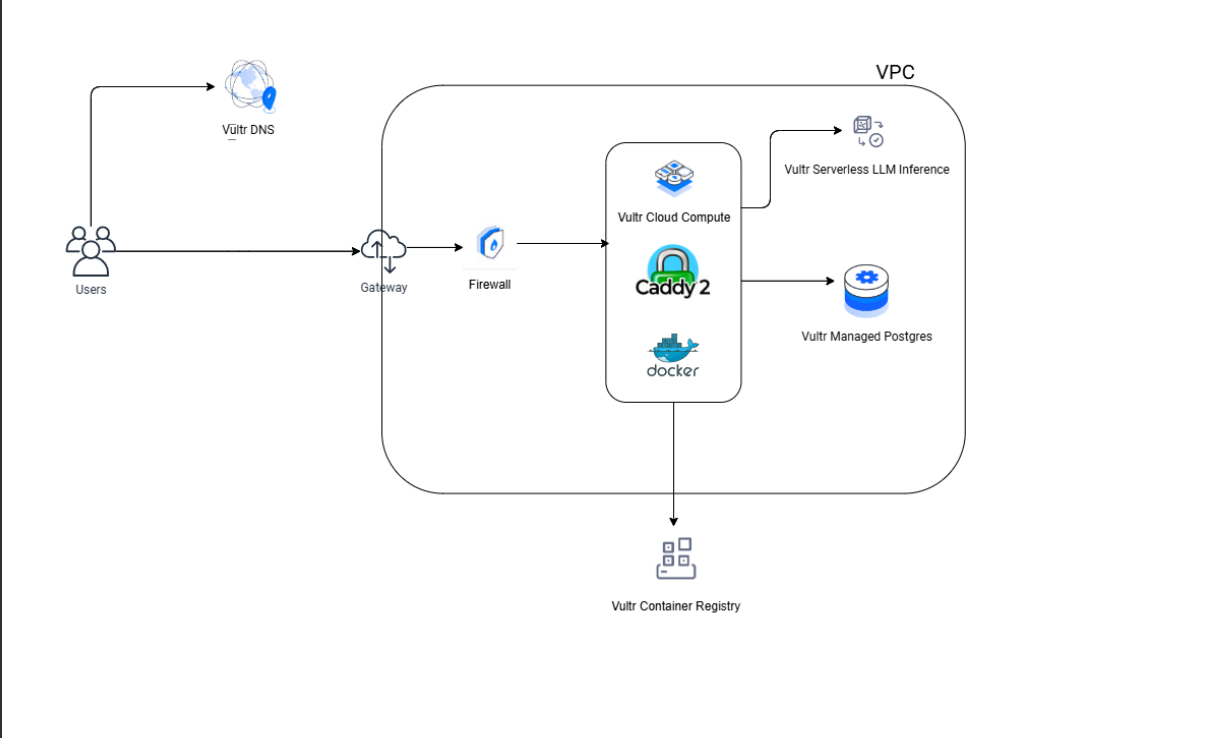 VPC
Vultr DNS
Vultr Serverless LLM Inference
Vultr Cloud Compute
Users
Gateway
Firewall
Caddy 2
Vultr Managed Postgres
docker
Vultr Container Registry